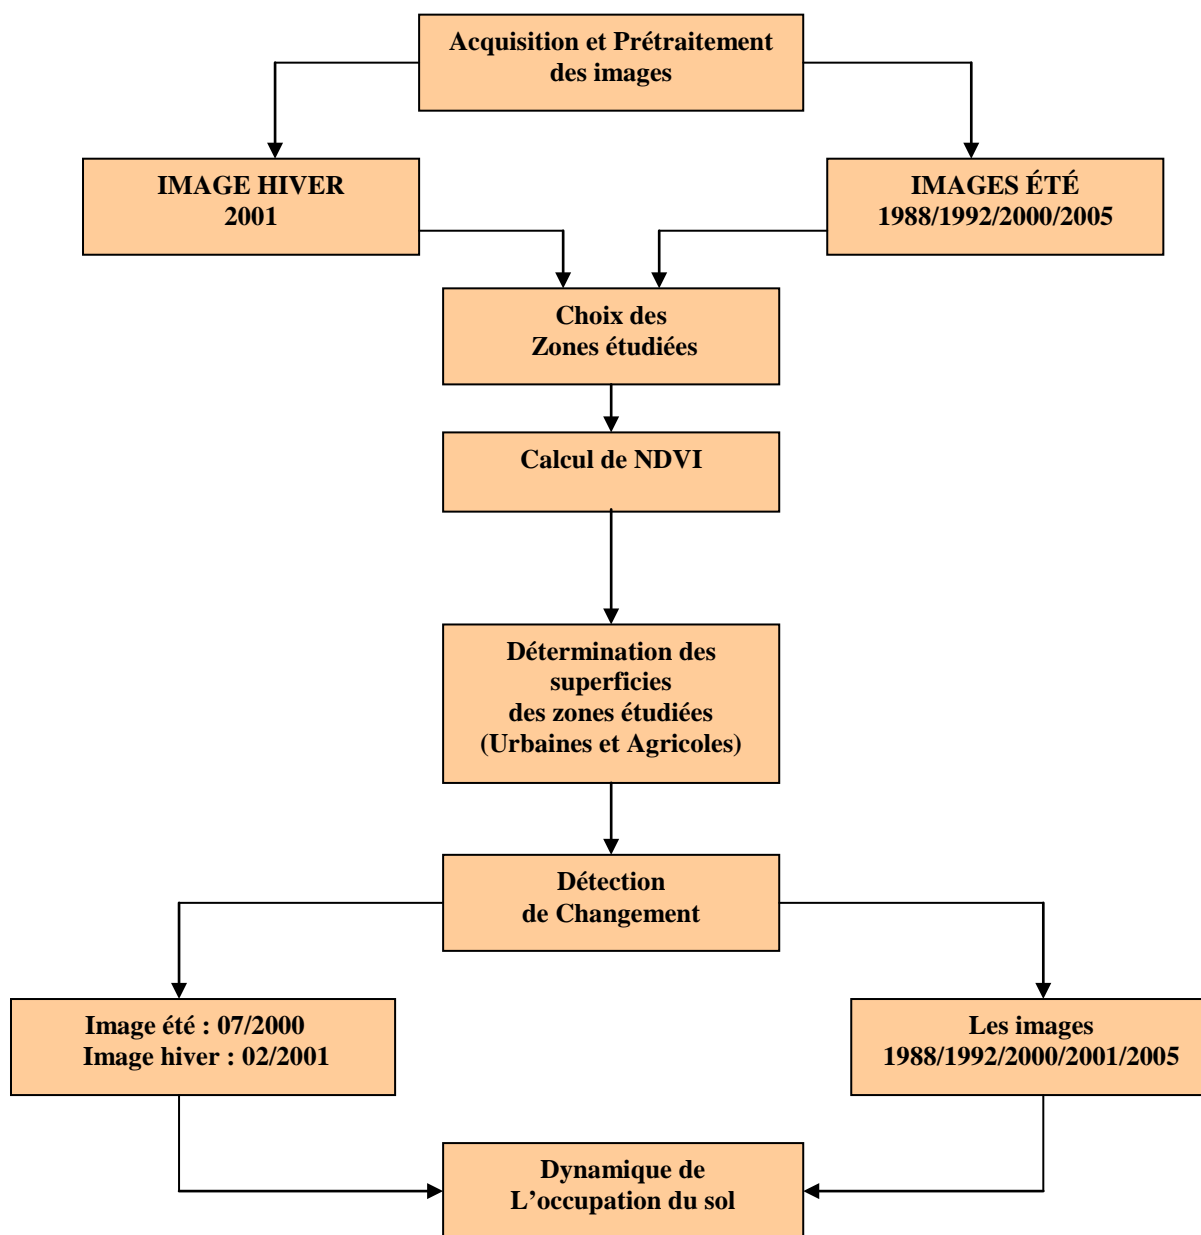 Acquisition et Prétraitement
des images
IMAGE HIVER
2001
IMAGES ÉTÉ
1988/1992/2000/2005
Choix des
Zones étudiées
Calcul de NDVI
Détermination des
superficies
des zones étudiées
(Urbaines et Agricoles)
Détection
de Changement
Image été : 07/2000
Image hiver : 02/2001
Les images
1988/1992/2000/2001/2005
Dynamique de
L’occupation du sol